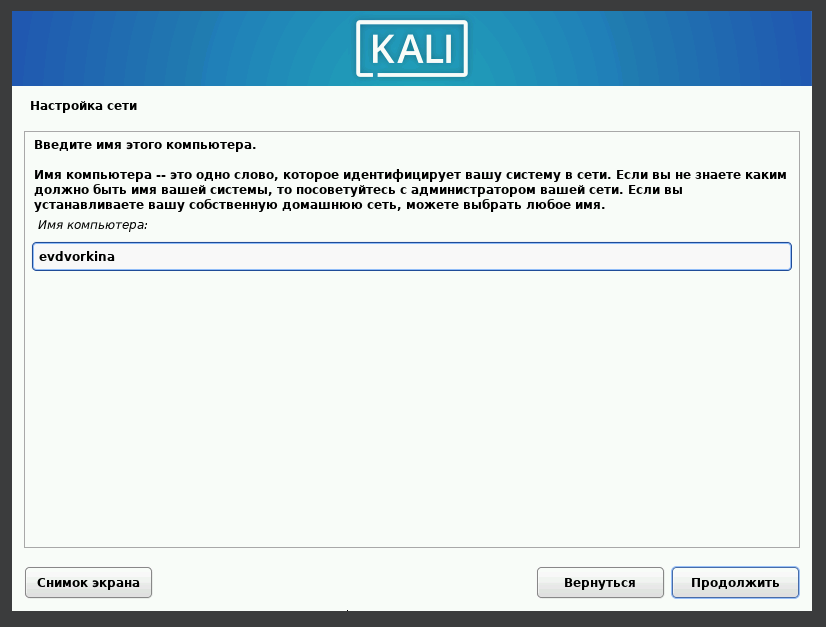 KALI
Настройка сети
Введите имя этого компьютера.
Имя компьютера -- это одно слово, которое идентифицирует вашу систему в сети. Если вы не знаете каким
должно быть имя вашей системы, то посоветуйтесь с администратором вашей сети. Если вы
устанавливаете вашу собственную домашнюю сеть, можете выбрать любое имя.
Имя компьютера:
evdvorkina
Снимок экрана
Вернуться
Продолжить